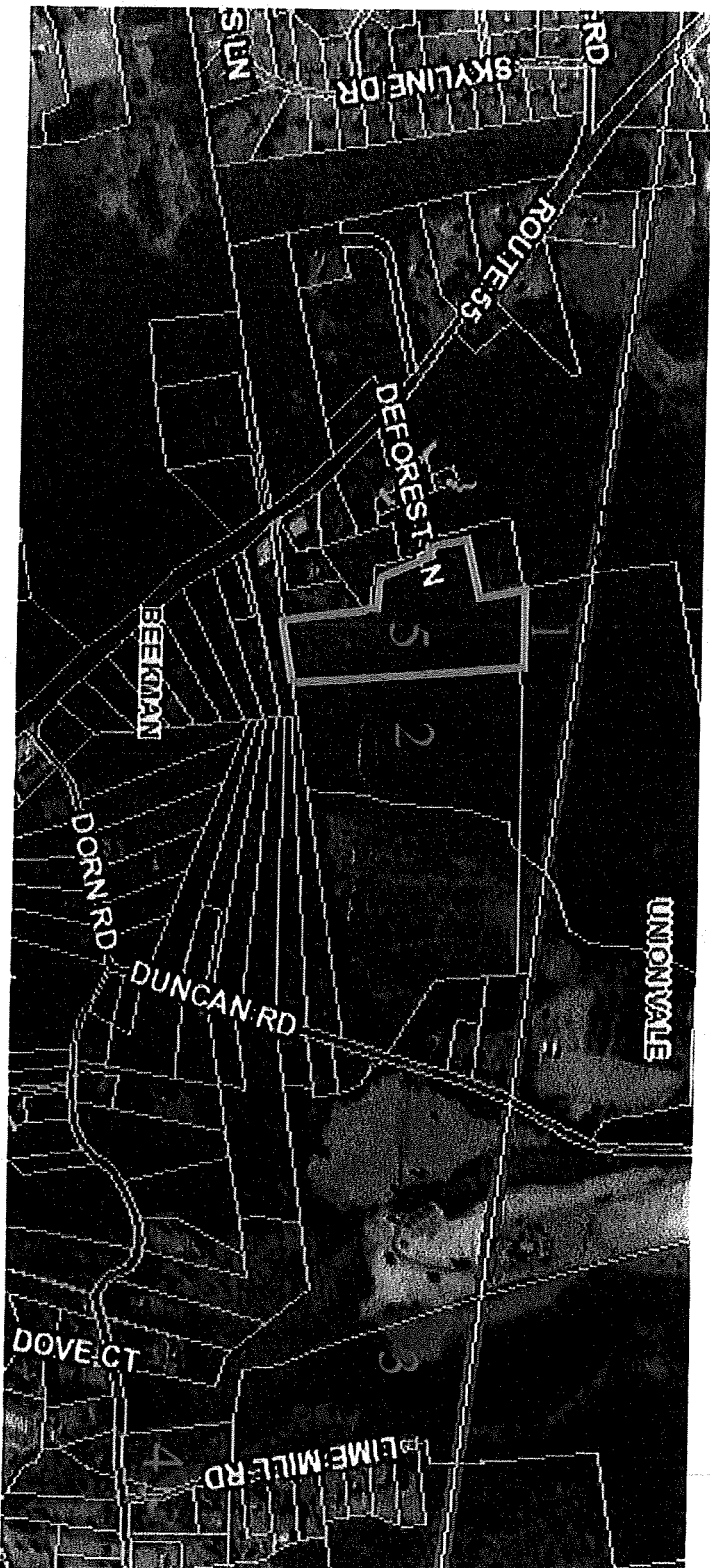 S LN
SKYLINE DR
RD
ROUTE 55
DEFOREST LN
1
5
2
BEEKMAN
UNIONVALE
DORN RD
DUNCAN RD
3
DOVE CT
LIME MILL RD
4